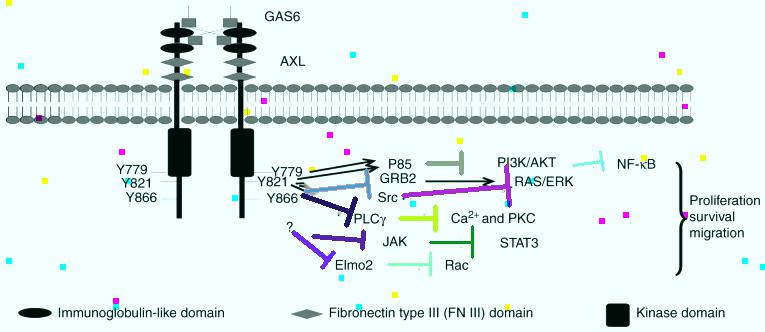 GAS6
AXL
Y779
Y821
Y866
Y779
Y821
Y866
P85
PI3K/AKT
NF-κB
GRB2
RAS/ERK
Src
PLCγ
Ca2+ and PKC
?
JAK
STAT3
Elmo2
Rac
Proliferation
survival
migration
Immunoglobulin-like domain
Fibronectin type III (FN III) domain
Kinase domain